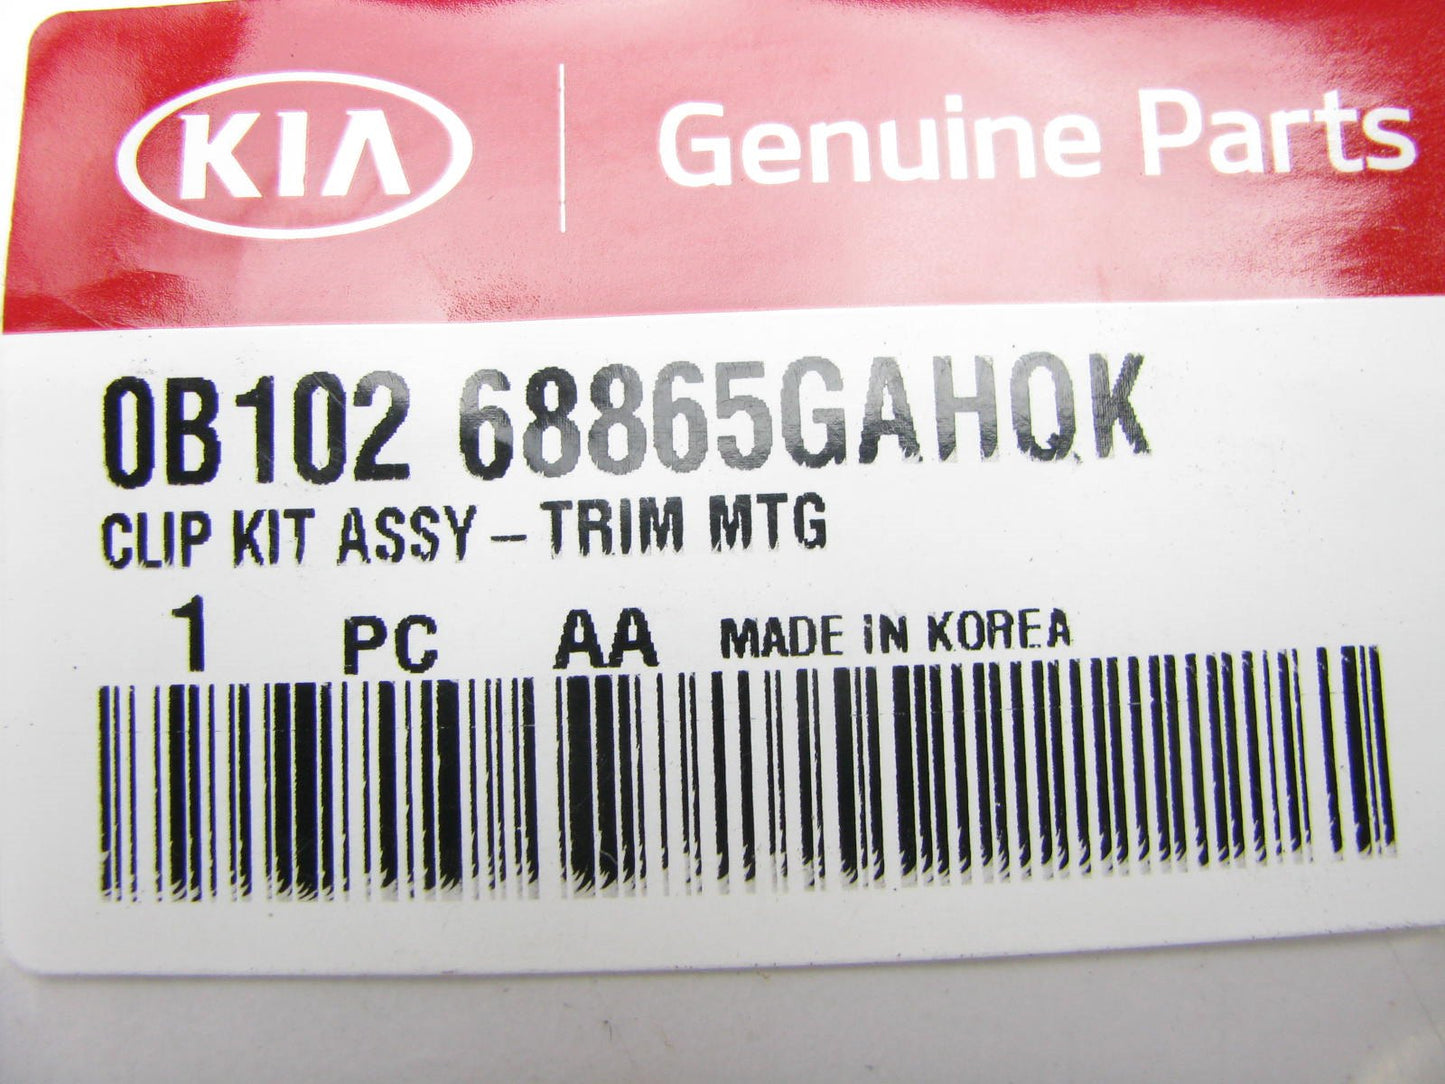 KIA Genuine Parts
0B102 68865GAHQK
CLIP KIT ASSY-TRIM MTG
1 PC AA MADE IN KOREA